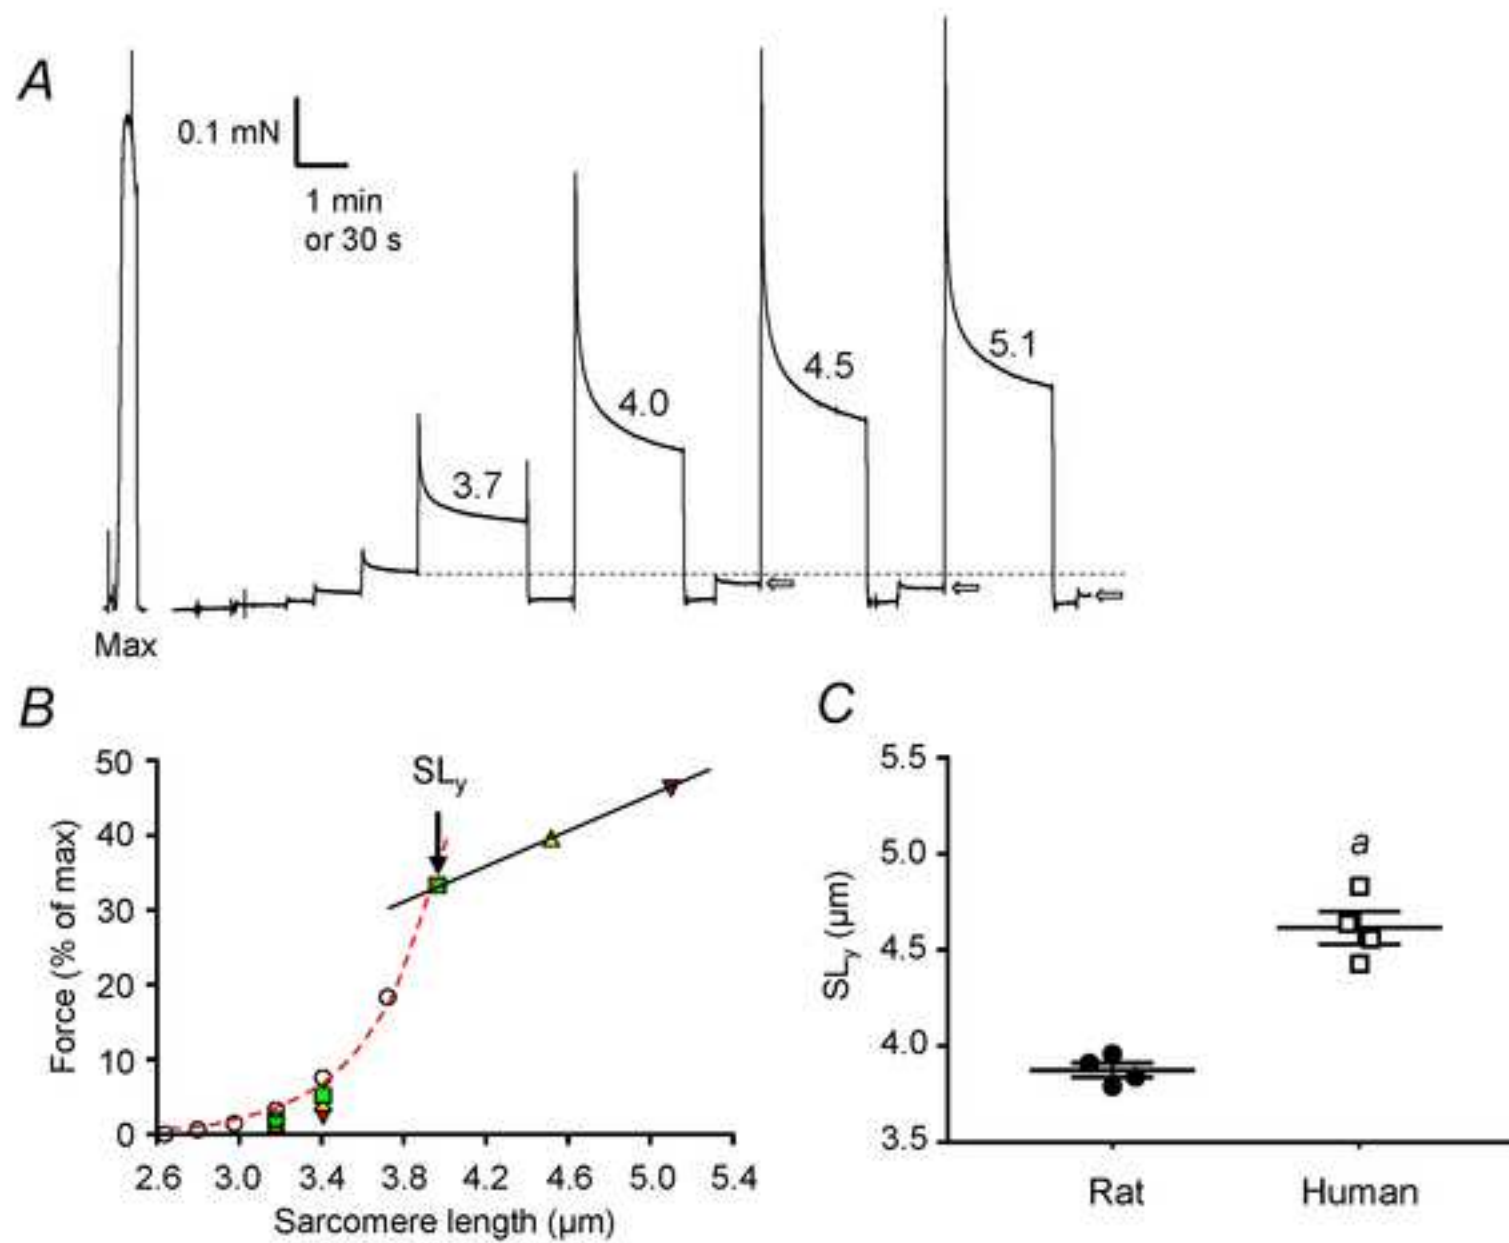 A
0.1 mN
1 min
or 30 s
3.7
4.0
4.5
5.1
Max
B
Force (% of max)
50
40
30
20
10
0
SLy
2.6 3.0 3.4 3.8 4.2 4.6 5.0 5.4
Sarcomere length (µm)
C
SLy (µm)
5.5
5.0
4.5
4.0
3.5
a
Rat Human